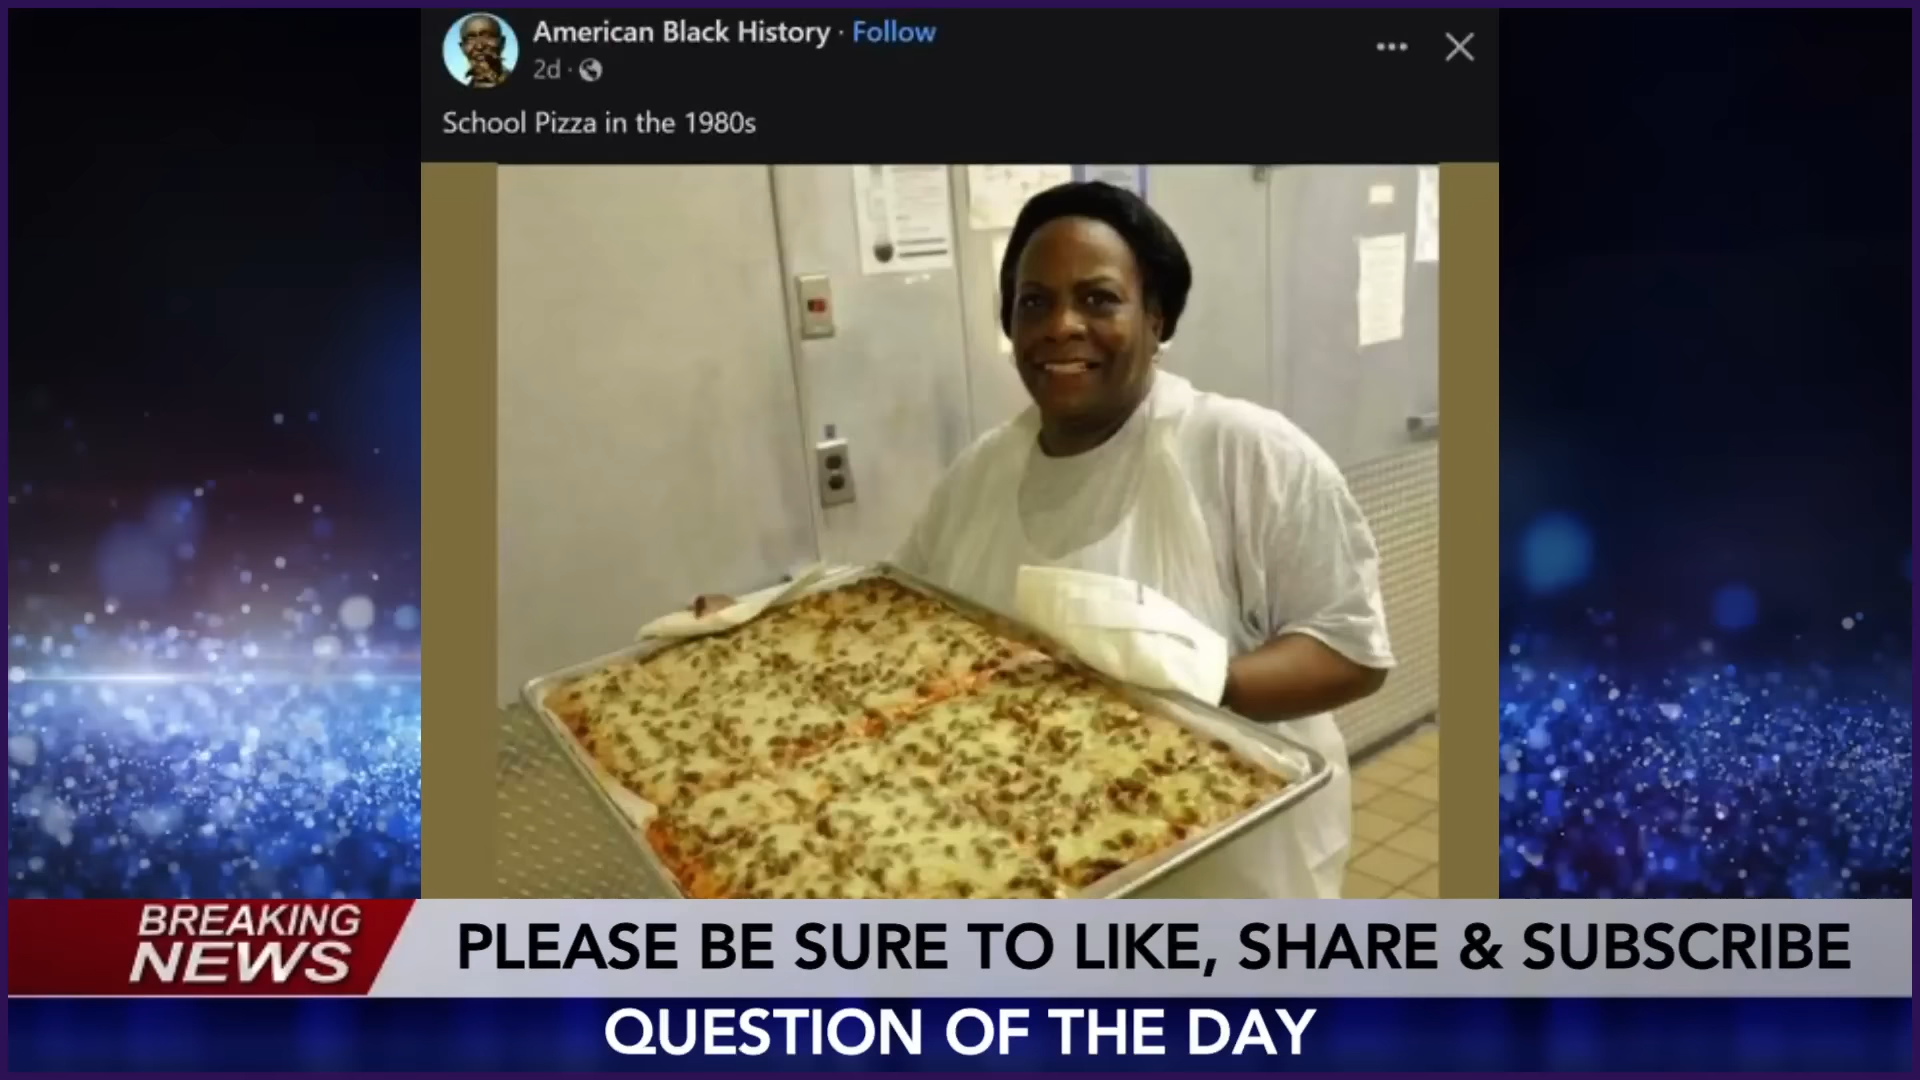 American Black History · Follow
2d ·
School Pizza in the 1980s
BREAKING
NEWS
PLEASE BE SURE TO LIKE, SHARE & SUBSCRIBE
QUESTION OF THE DAY